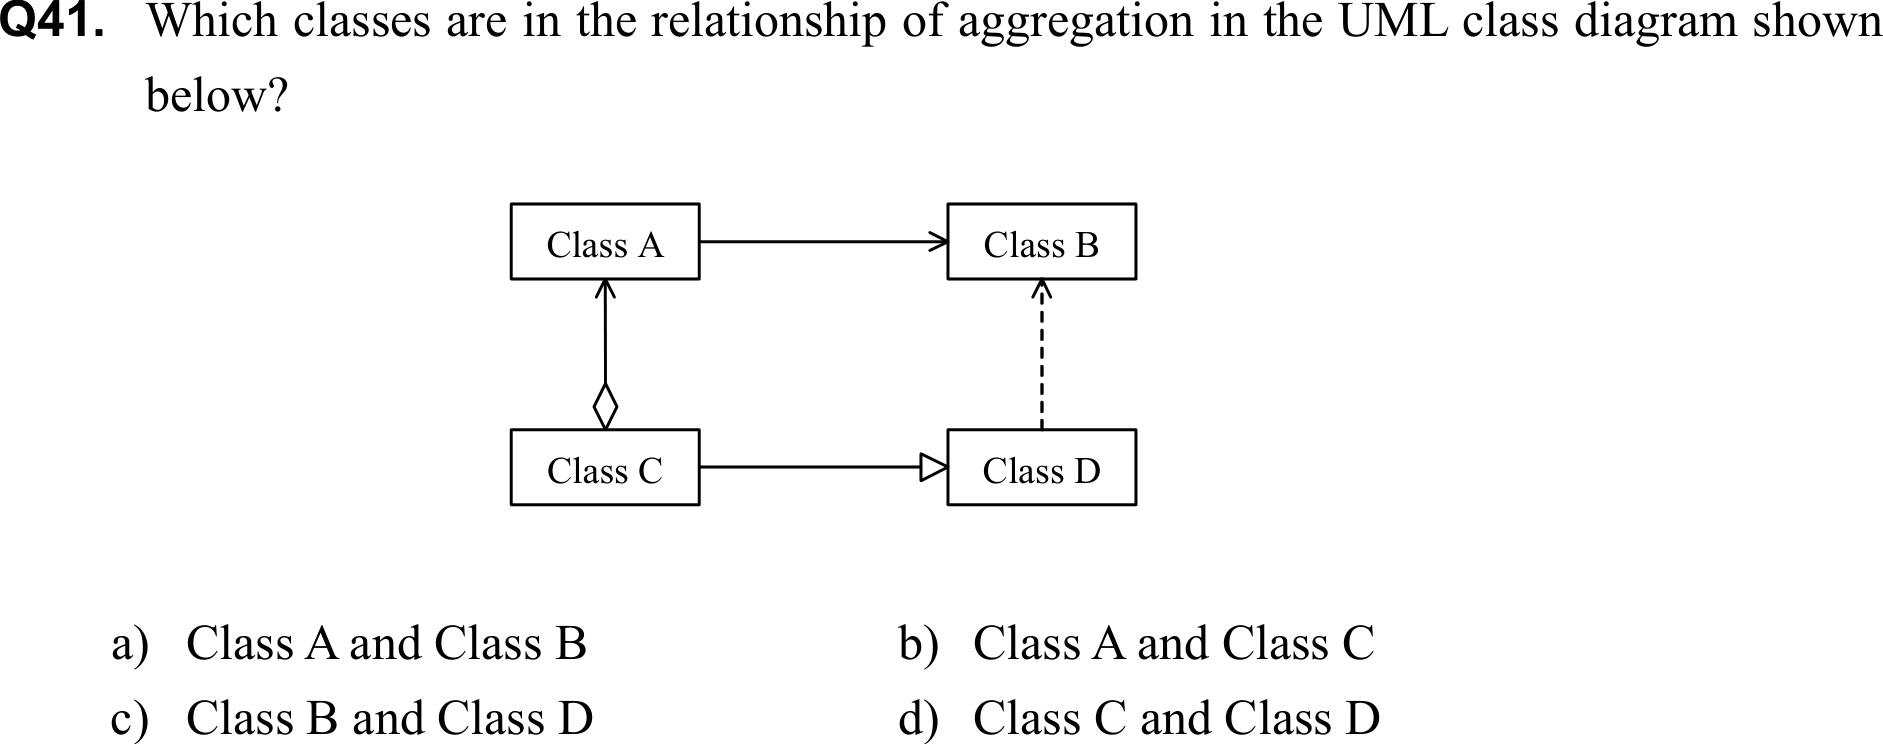 Q41. Which classes are in the relationship of aggregation in the UML class diagram shown
below?
Class A
Class B
Class C
Class D
a) Class A and Class B
b) Class A and Class C
c) Class B and Class D
d) Class C and Class D